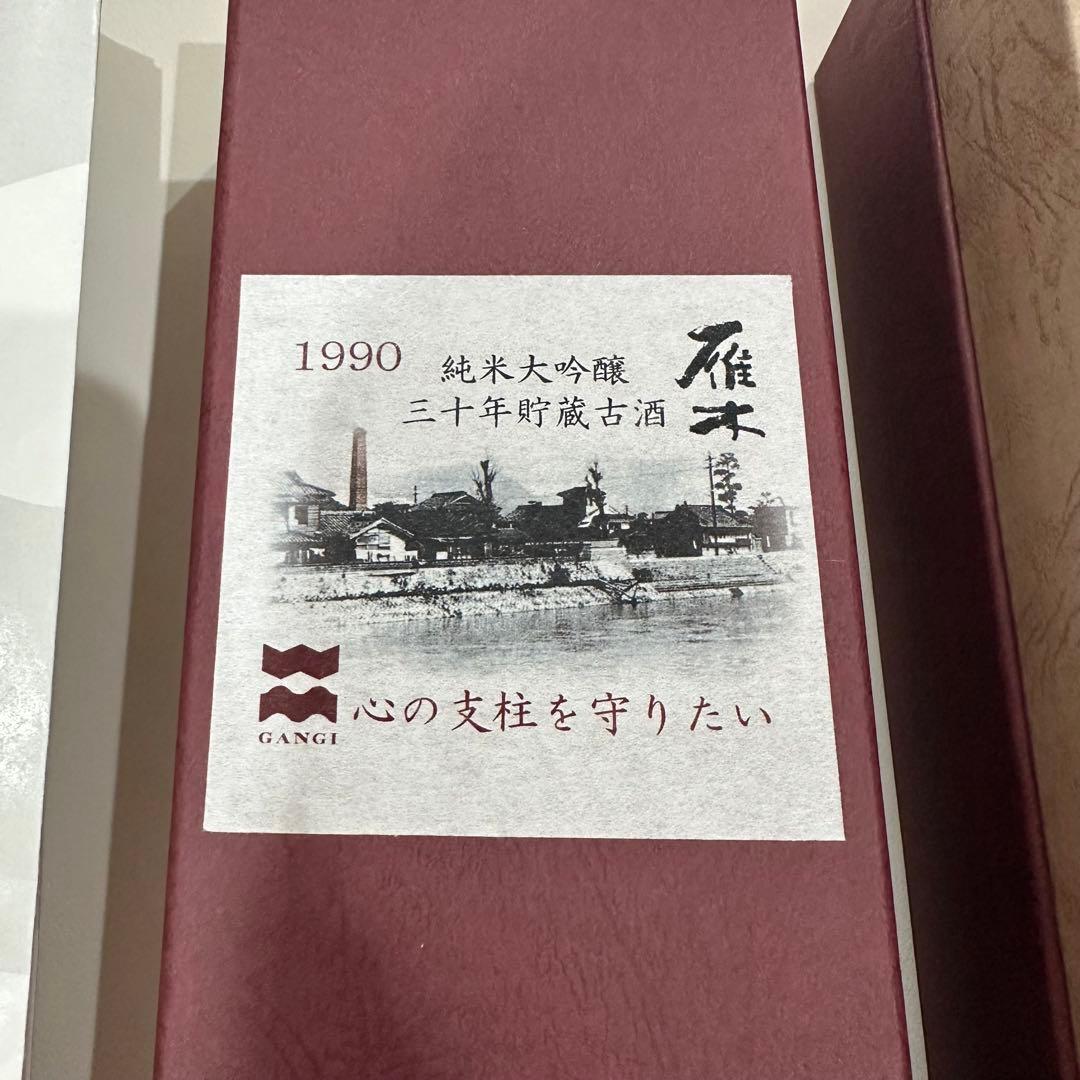 1990
純米大吟醸
三十年貯蔵古酒
雁木
GANGI
心の支柱を守りたい